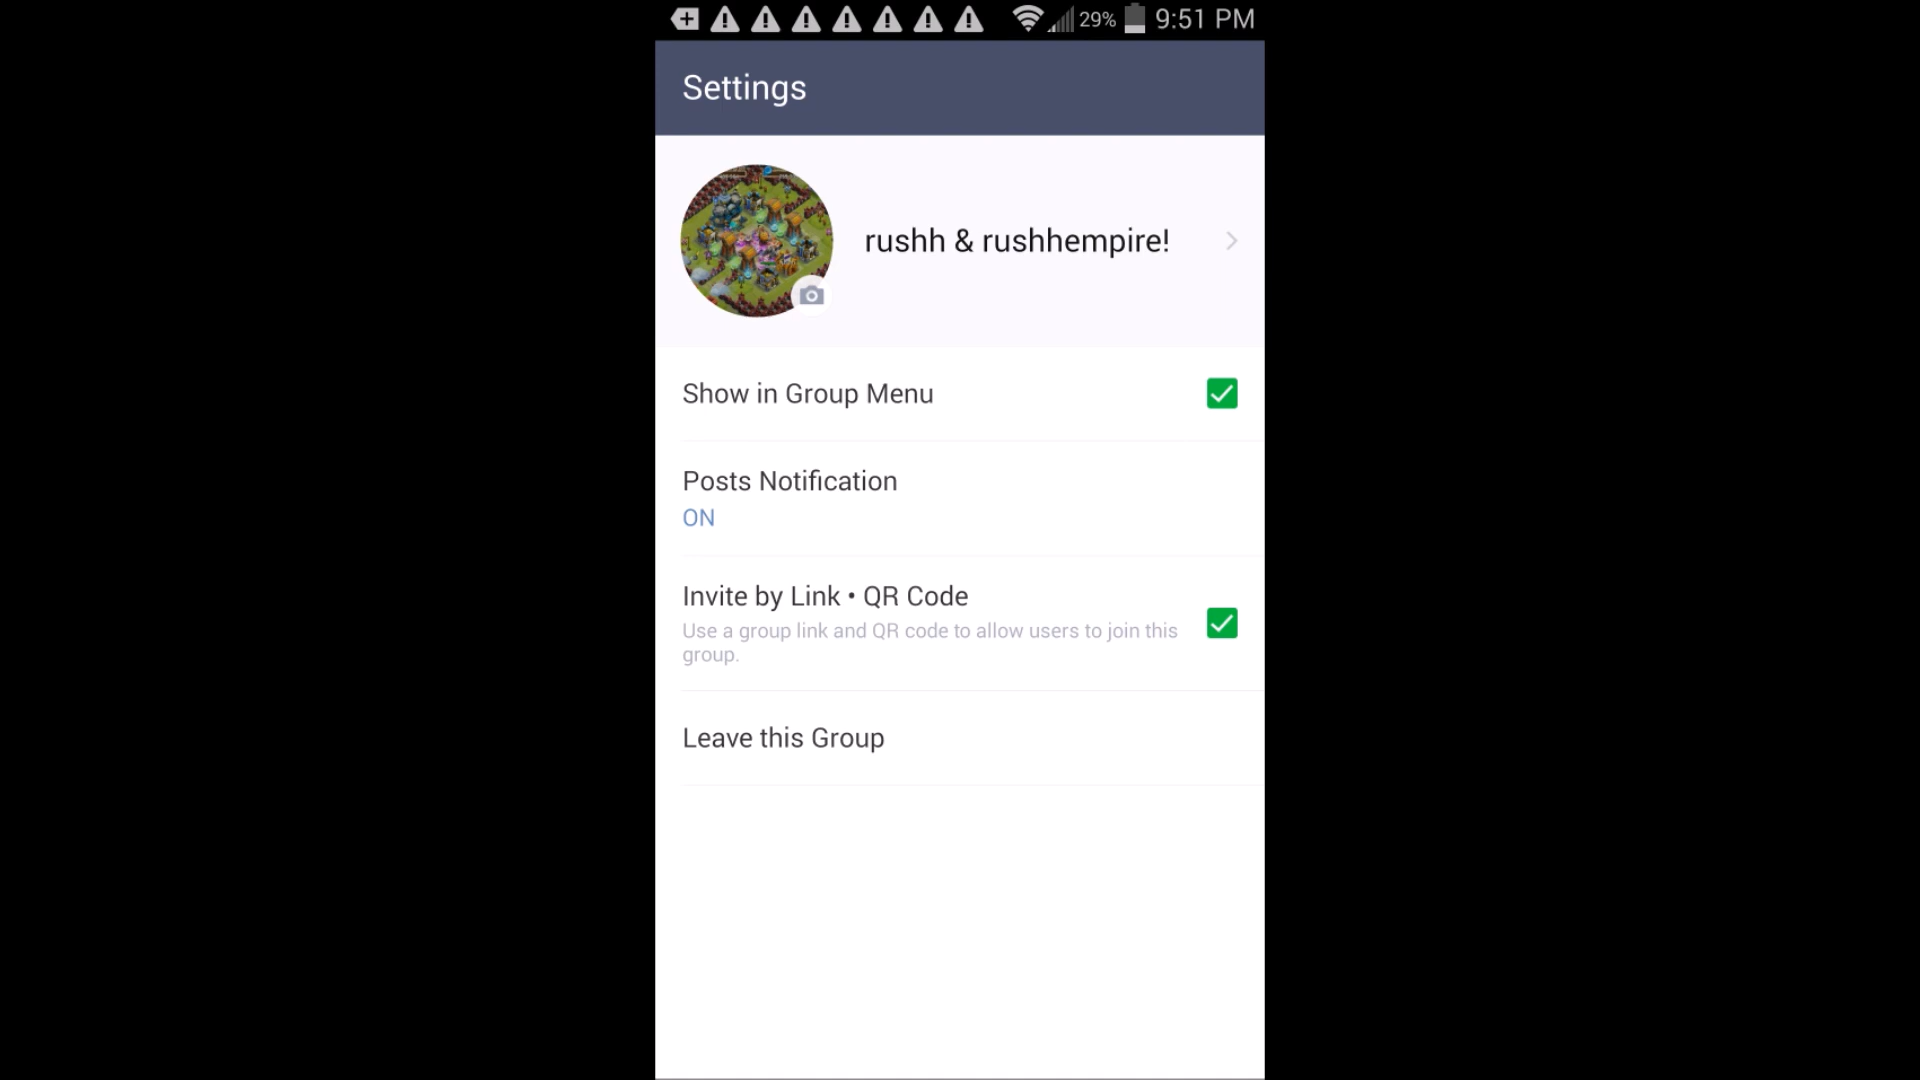 29% 9:51 PM
Settings
rushh & rushhempire!
Show in Group Menu
Posts Notification
ON
Invite by Link • QR Code
Use a group link and QR code to allow users to join this
group.
Leave this Group